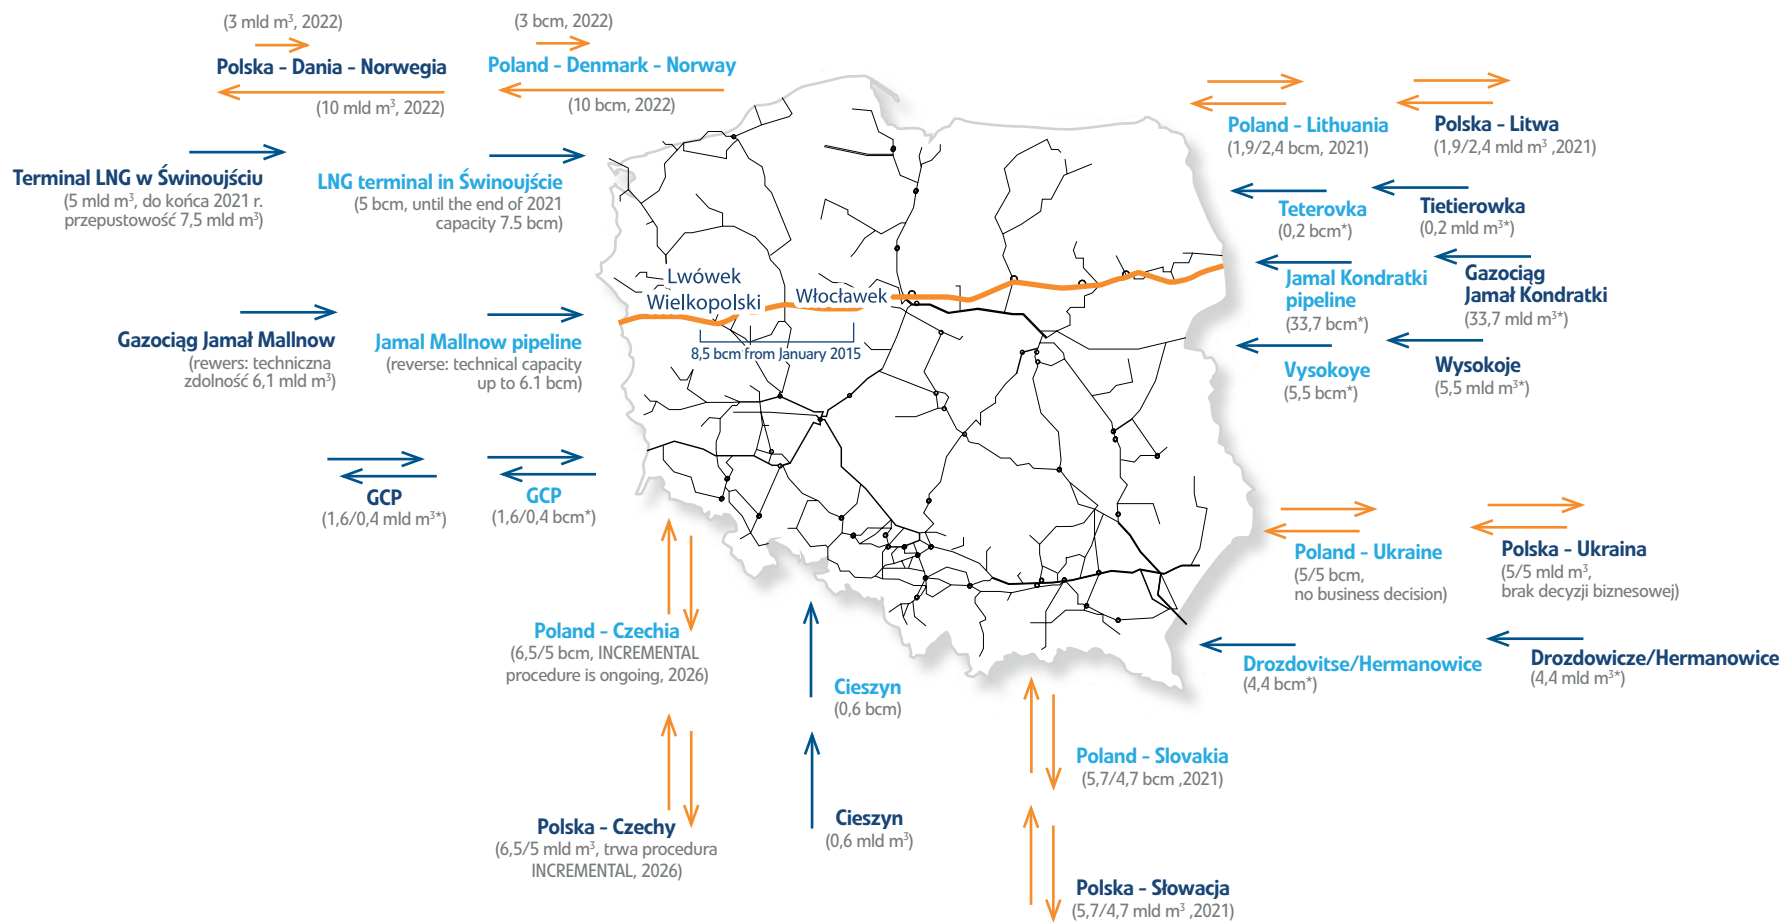 (3 mld m³, 2022)
Polska - Dania - Norwegia
(10 mld m³, 2022)
(3 bcm, 2022)
Poland - Denmark - Norway
(10 bcm, 2022)
Poland - Lithuania
(1,9/2,4 bcm, 2021)
Polska - Litwa
(1,9/2,4 mld m³ ,2021)
Terminal LNG w Świnoujściu
(5 mld m³, do końca 2021 r.
przepustowość 7,5 mld m³)
LNG terminal in Świnoujście
(5 bcm, until the end of 2021
capacity 7.5 bcm)
Teterovka
(0,2 bcm*)
Tietierowka
(0,2 mld m³*)
Jamal Kondratki
pipeline
(33,7 bcm*)
Gazociąg
Jamał Kondratki
(33,7 mld m³*)
Lwówek
Wielkopolski
Włocławek
8,5 bcm from January 2015
Gazociąg Jamał Mallnow
(rewers: techniczna
zdolność 6,1 mld m³)
Jamal Mallnow pipeline
(reverse: technical capacity
up to 6.1 bcm)
Vysokoye
(5,5 bcm*)
Wysokoje
(5,5 mld m³*)
GCP
(1,6/0,4 mld m³*)
GCP
(1,6/0,4 bcm*)
Poland - Ukraine
(5/5 bcm,
no business decision)
Polska - Ukraina
(5/5 mld m³,
brak decyzji biznesowej)
Poland - Czechia
(6,5/5 bcm, INCREMENTAL
procedure is ongoing, 2026)
Cieszyn
(0,6 bcm)
Drozdovitse/Hermanowice
(4,4 bcm*)
Drozdowicze/Hermanowice
(4,4 mld m³*)
Poland - Slovakia
(5,7/4,7 bcm ,2021)
Polska - Czechy
(6,5/5 mld m³, trwa procedura
INCREMENTAL, 2026)
Cieszyn
(0,6 mld m³)
Polska - Słowacja
(5,7/4,7 mld m³ ,2021)